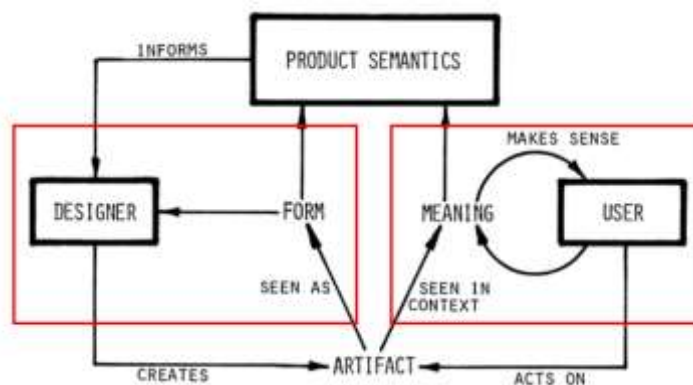 INFORMS
PRODUCT SEMANTICS
MAKES SENSE
DESIGNER
FORM
MEANING
USER
SEEN AS
SEEN IN
CONTEXT
ARTIFACT
CREATES
ACTS ON